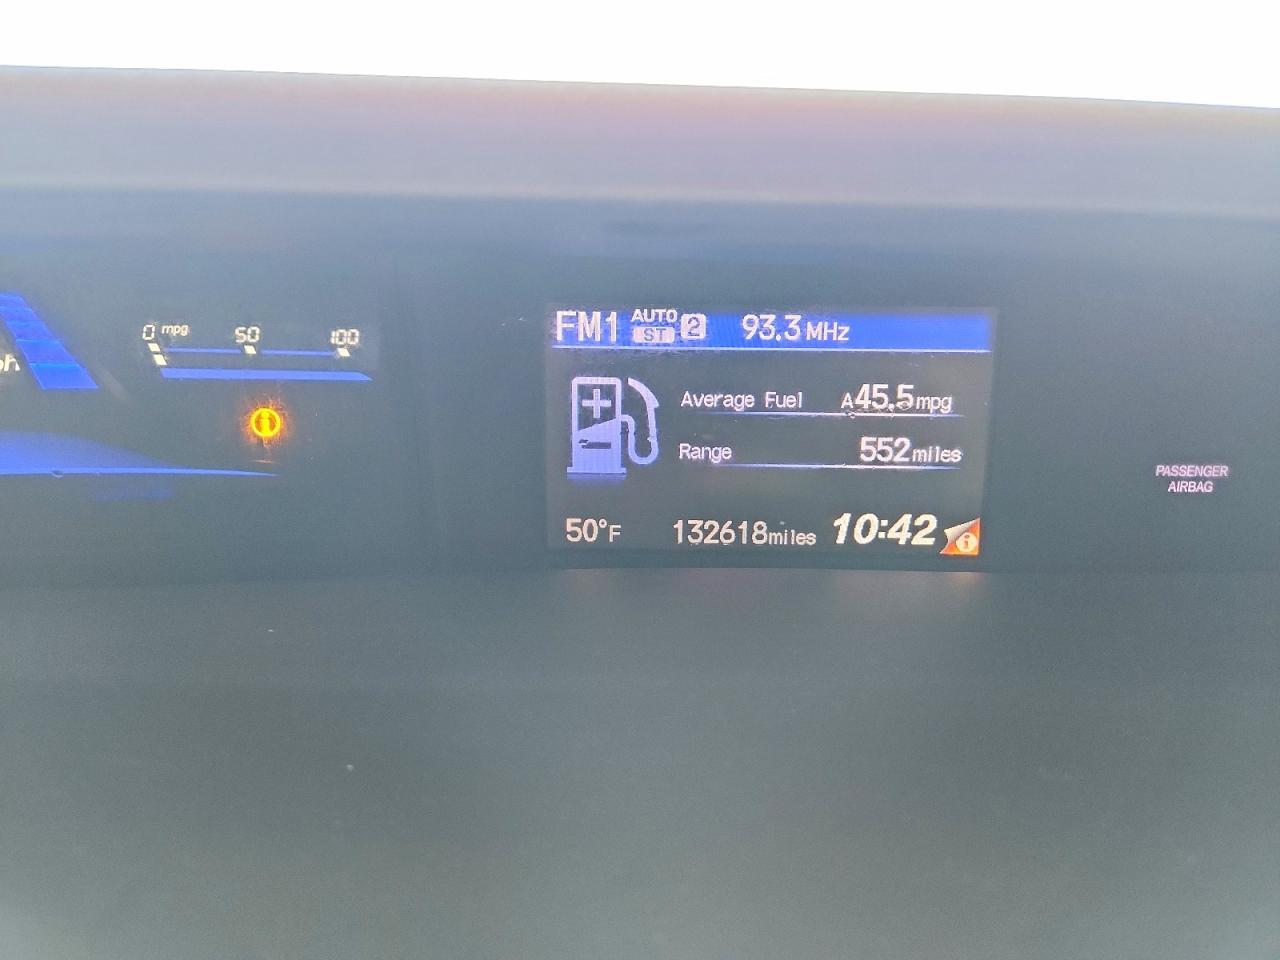 0 mpg 50 100
FM1 AUTO ST 2 93.3 MHz
Average Fuel A45.5mpg
Range 552miles
PASSENGER
AIRBAG
50°F 132618miles 10:42